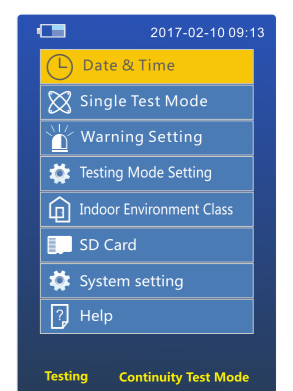 2017-02-10 09:13
Date & Time
Single Test Mode
Warning Setting
Testing Mode Setting
Indoor Environment Class
SD Card
System setting
Help
Testing Continuity Test Mode